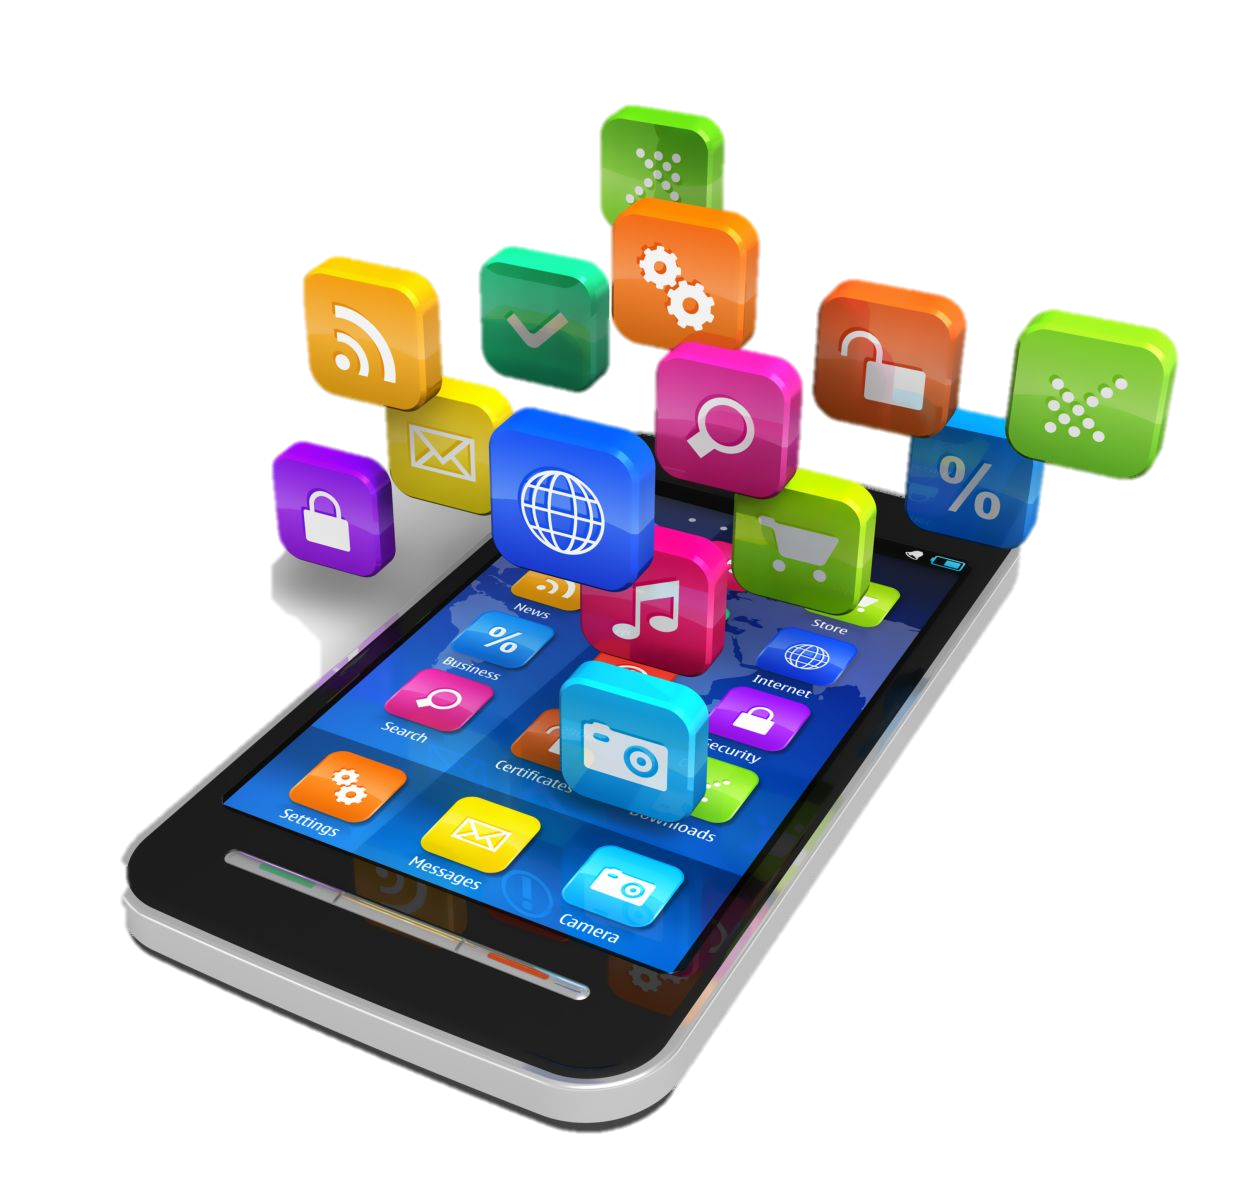 %
News
Store
%
Business
Internet
Search
Security
Certificates
Downloads
Settings
Messages
Camera